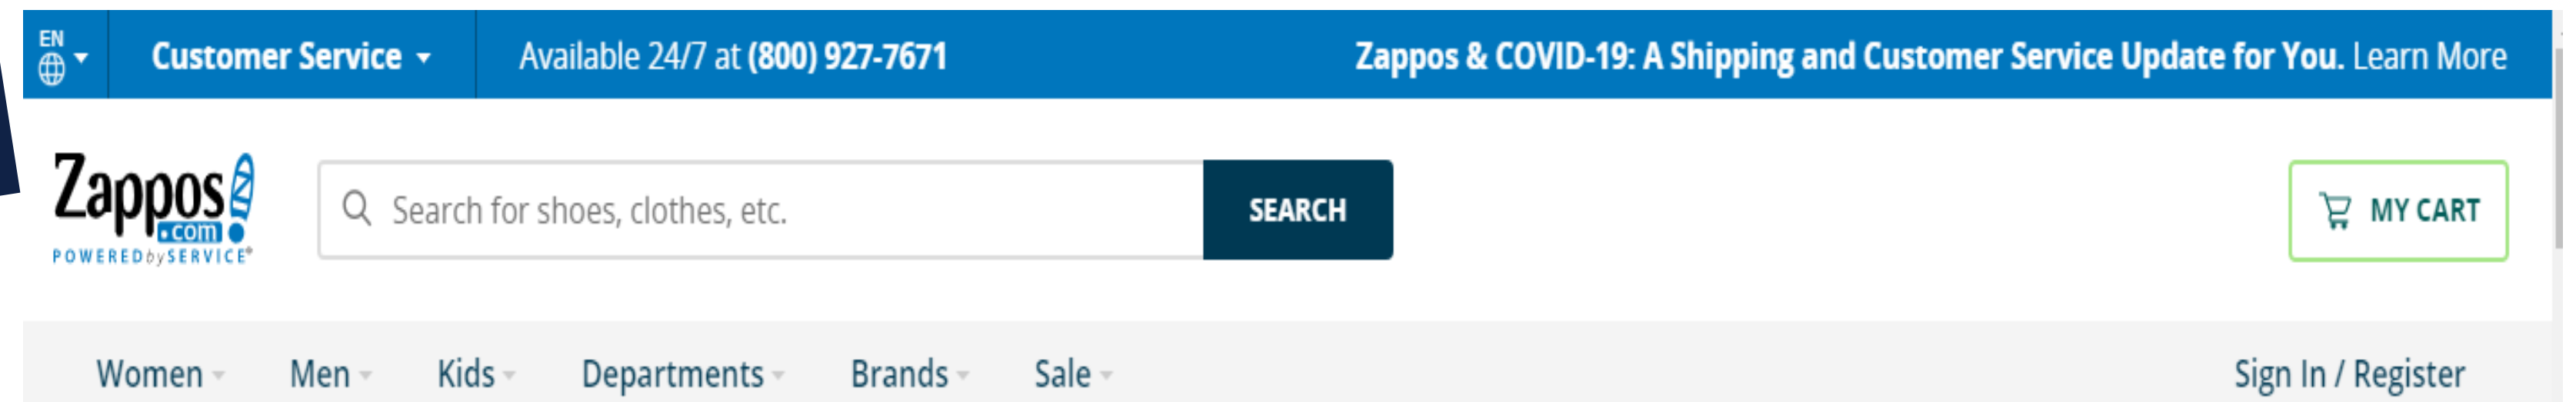 EN
Customer Service
Available 24/7 at (800) 927-7671
Zappos & COVID-19: A Shipping and Customer Service Update for You. Learn More
Zappos
.com
POWERED by SERVICE®
Search for shoes, clothes, etc.
SEARCH
MY CART
Women
Men
Kids
Departments
Brands
Sale
Sign In / Register